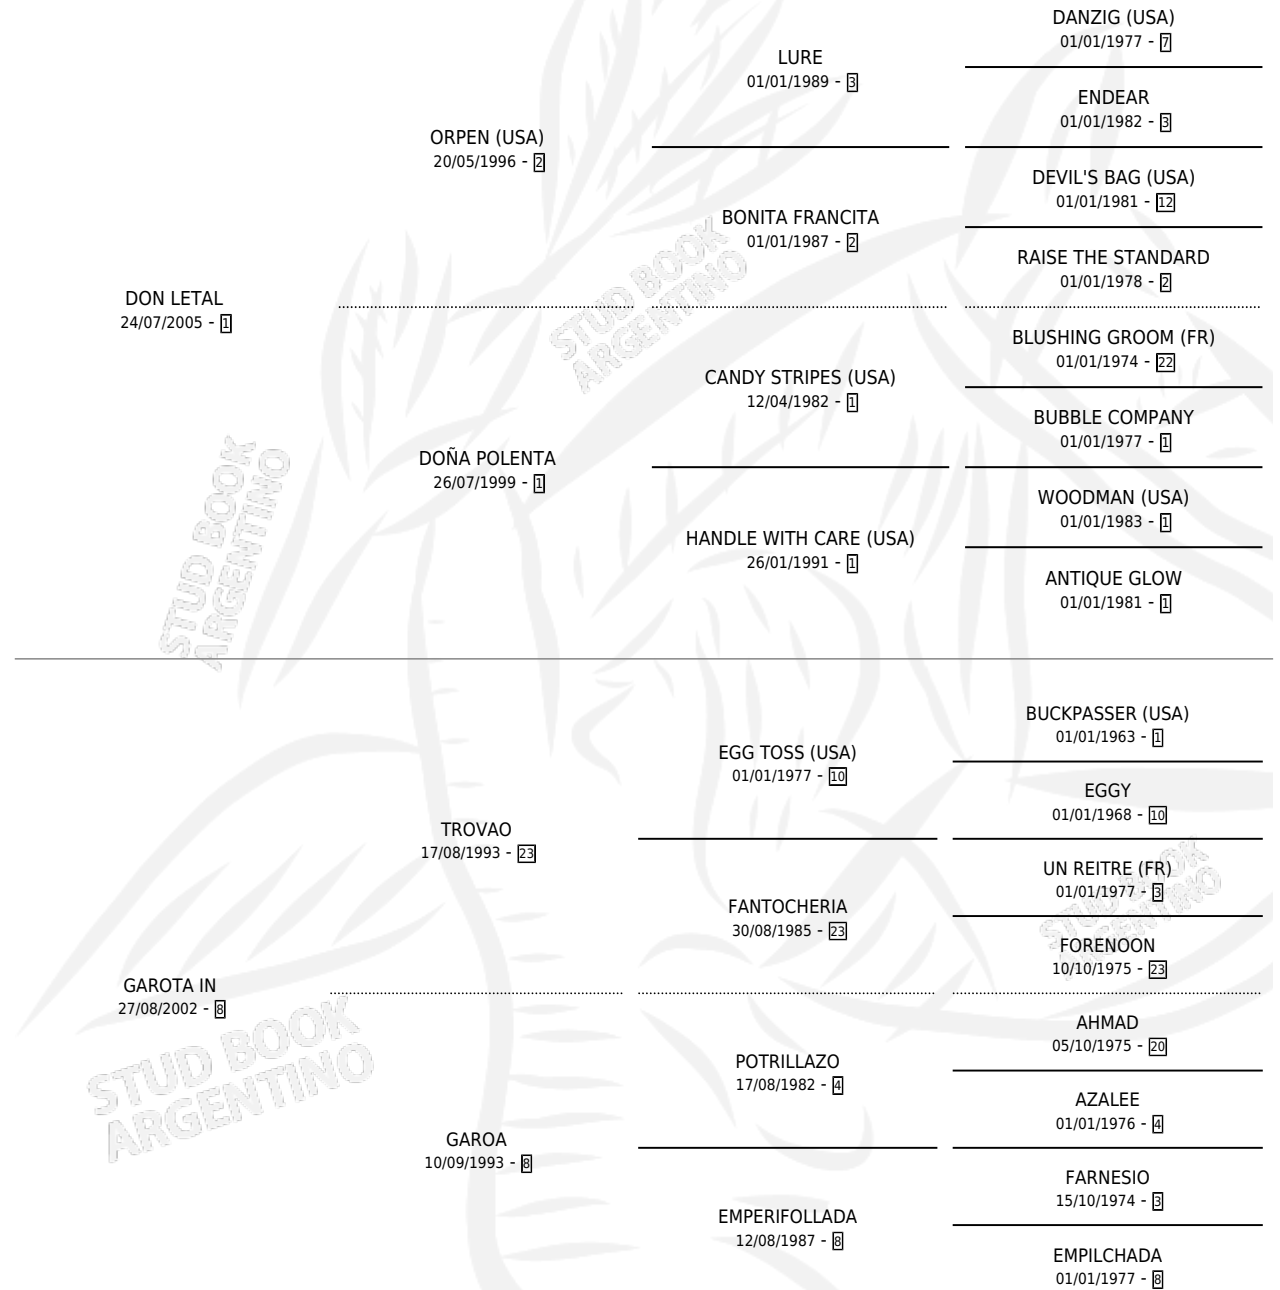 DANZIG (USA)
01/01/1977 - 7
LURE
01/01/1989 - 3
ENDEAR
01/01/1982 - 3
ORPEN (USA)
20/05/1996 - 2
DEVIL'S BAG (USA)
01/01/1981 - 12
BONITA FRANCITA
01/01/1987 - 2
RAISE THE STANDARD
01/01/1978 - 2
DON LETAL
24/07/2005 - 1
STUD BOOK
ARGENTINO
BLUSHING GROOM (FR)
01/01/1974 - 22
CANDY STRIPES (USA)
12/04/1982 - 1
BUBBLE COMPANY
01/01/1977 - 1
DOÑA POLENTA
26/07/1999 - 1
WOODMAN (USA)
01/01/1983 - 1
HANDLE WITH CARE (USA)
26/01/1991 - 1
ANTIQUE GLOW
01/01/1981 - 1
STUD BOOK
ARGENTINO
BUCKPASSER (USA)
01/01/1963 - 1
EGG TOSS (USA)
01/01/1977 - 10
EGGY
01/01/1968 - 10
TROVAO
17/08/1993 - 23
UN REITRE (FR)
01/01/1977 - 3
FANTOCHERIA
30/08/1985 - 23
FORENOON
10/10/1975 - 23
STUD BOOK
ARGENTINO
GAROTA IN
27/08/2002 - 8
AHMAD
05/10/1975 - 20
POTRILLAZO
17/08/1982 - 4
AZALEE
01/01/1976 - 4
STUD BOOK
ARGENTINO
GAROA
10/09/1993 - 8
FARNESIO
15/10/1974 - 3
EMPERIFOLLADA
12/08/1987 - 8
EMPILCHADA
01/01/1977 - 8